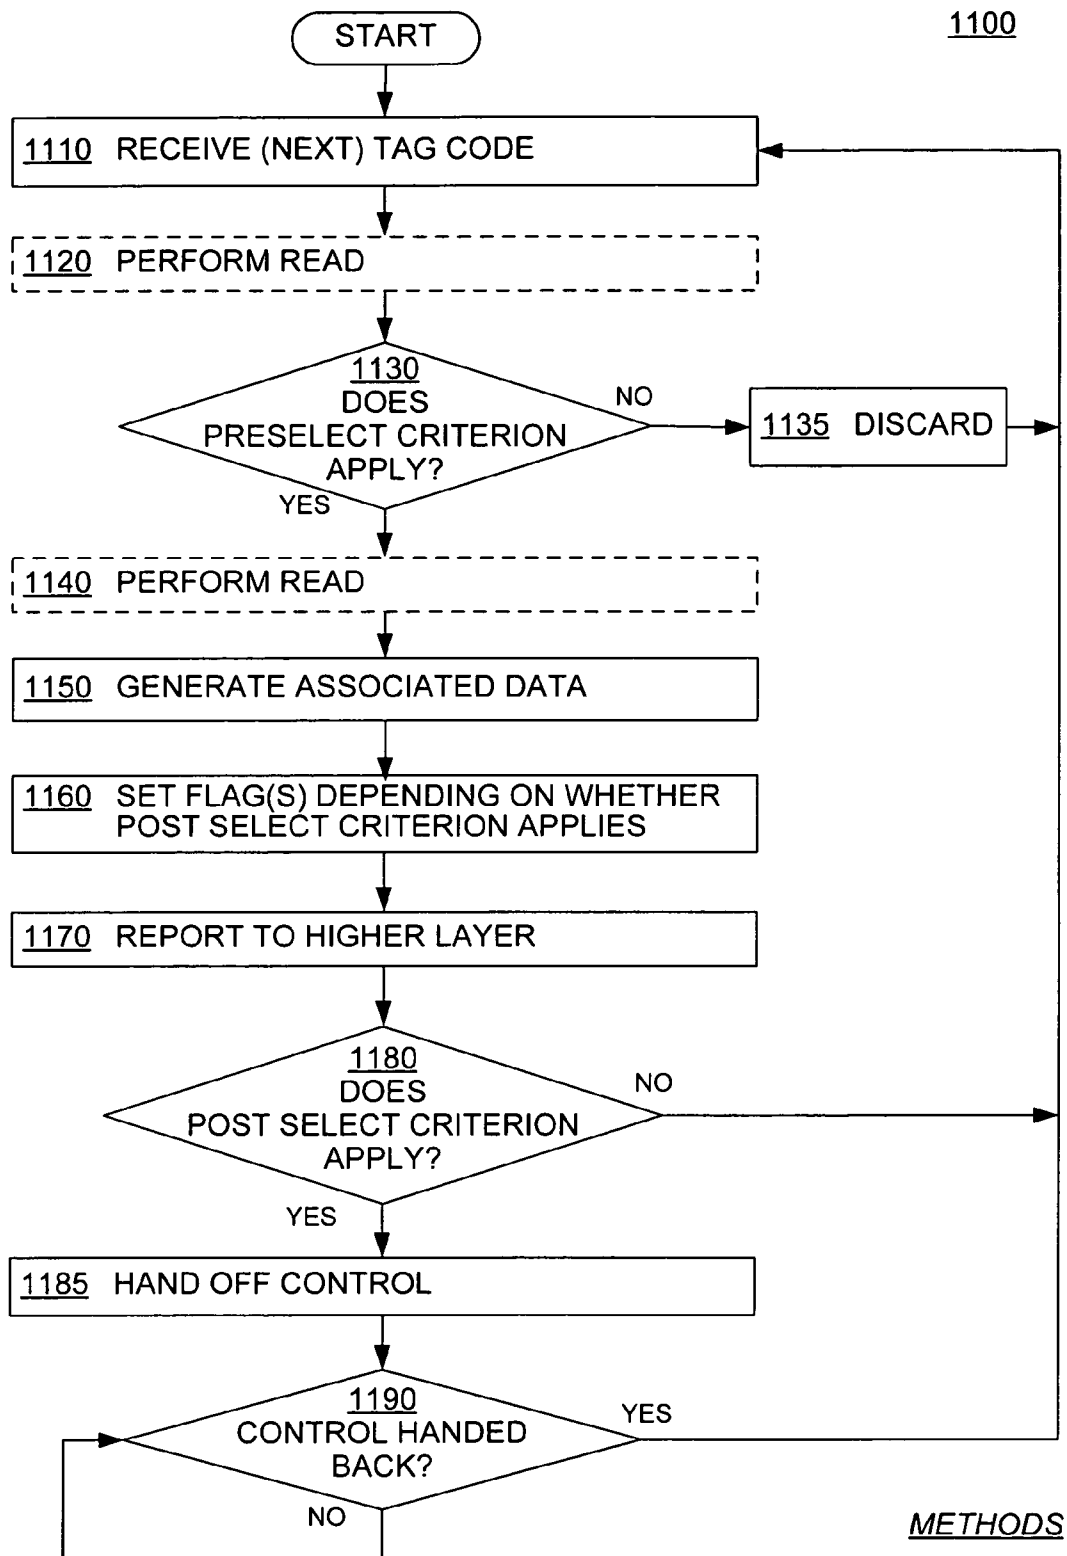 START
1100
1110 RECEIVE (NEXT) TAG CODE
1120 PERFORM READ
1130
DOES
PRESELECT CRITERION
APPLY?
NO
1135 DISCARD
YES
1140 PERFORM READ
1150 GENERATE ASSOCIATED DATA
1160 SET FLAG(S) DEPENDING ON WHETHER
POST SELECT CRITERION APPLIES
1170 REPORT TO HIGHER LAYER
1180
DOES
POST SELECT CRITERION
APPLY?
NO
YES
1185 HAND OFF CONTROL
1190
CONTROL HANDED
BACK?
YES
NO
METHODS